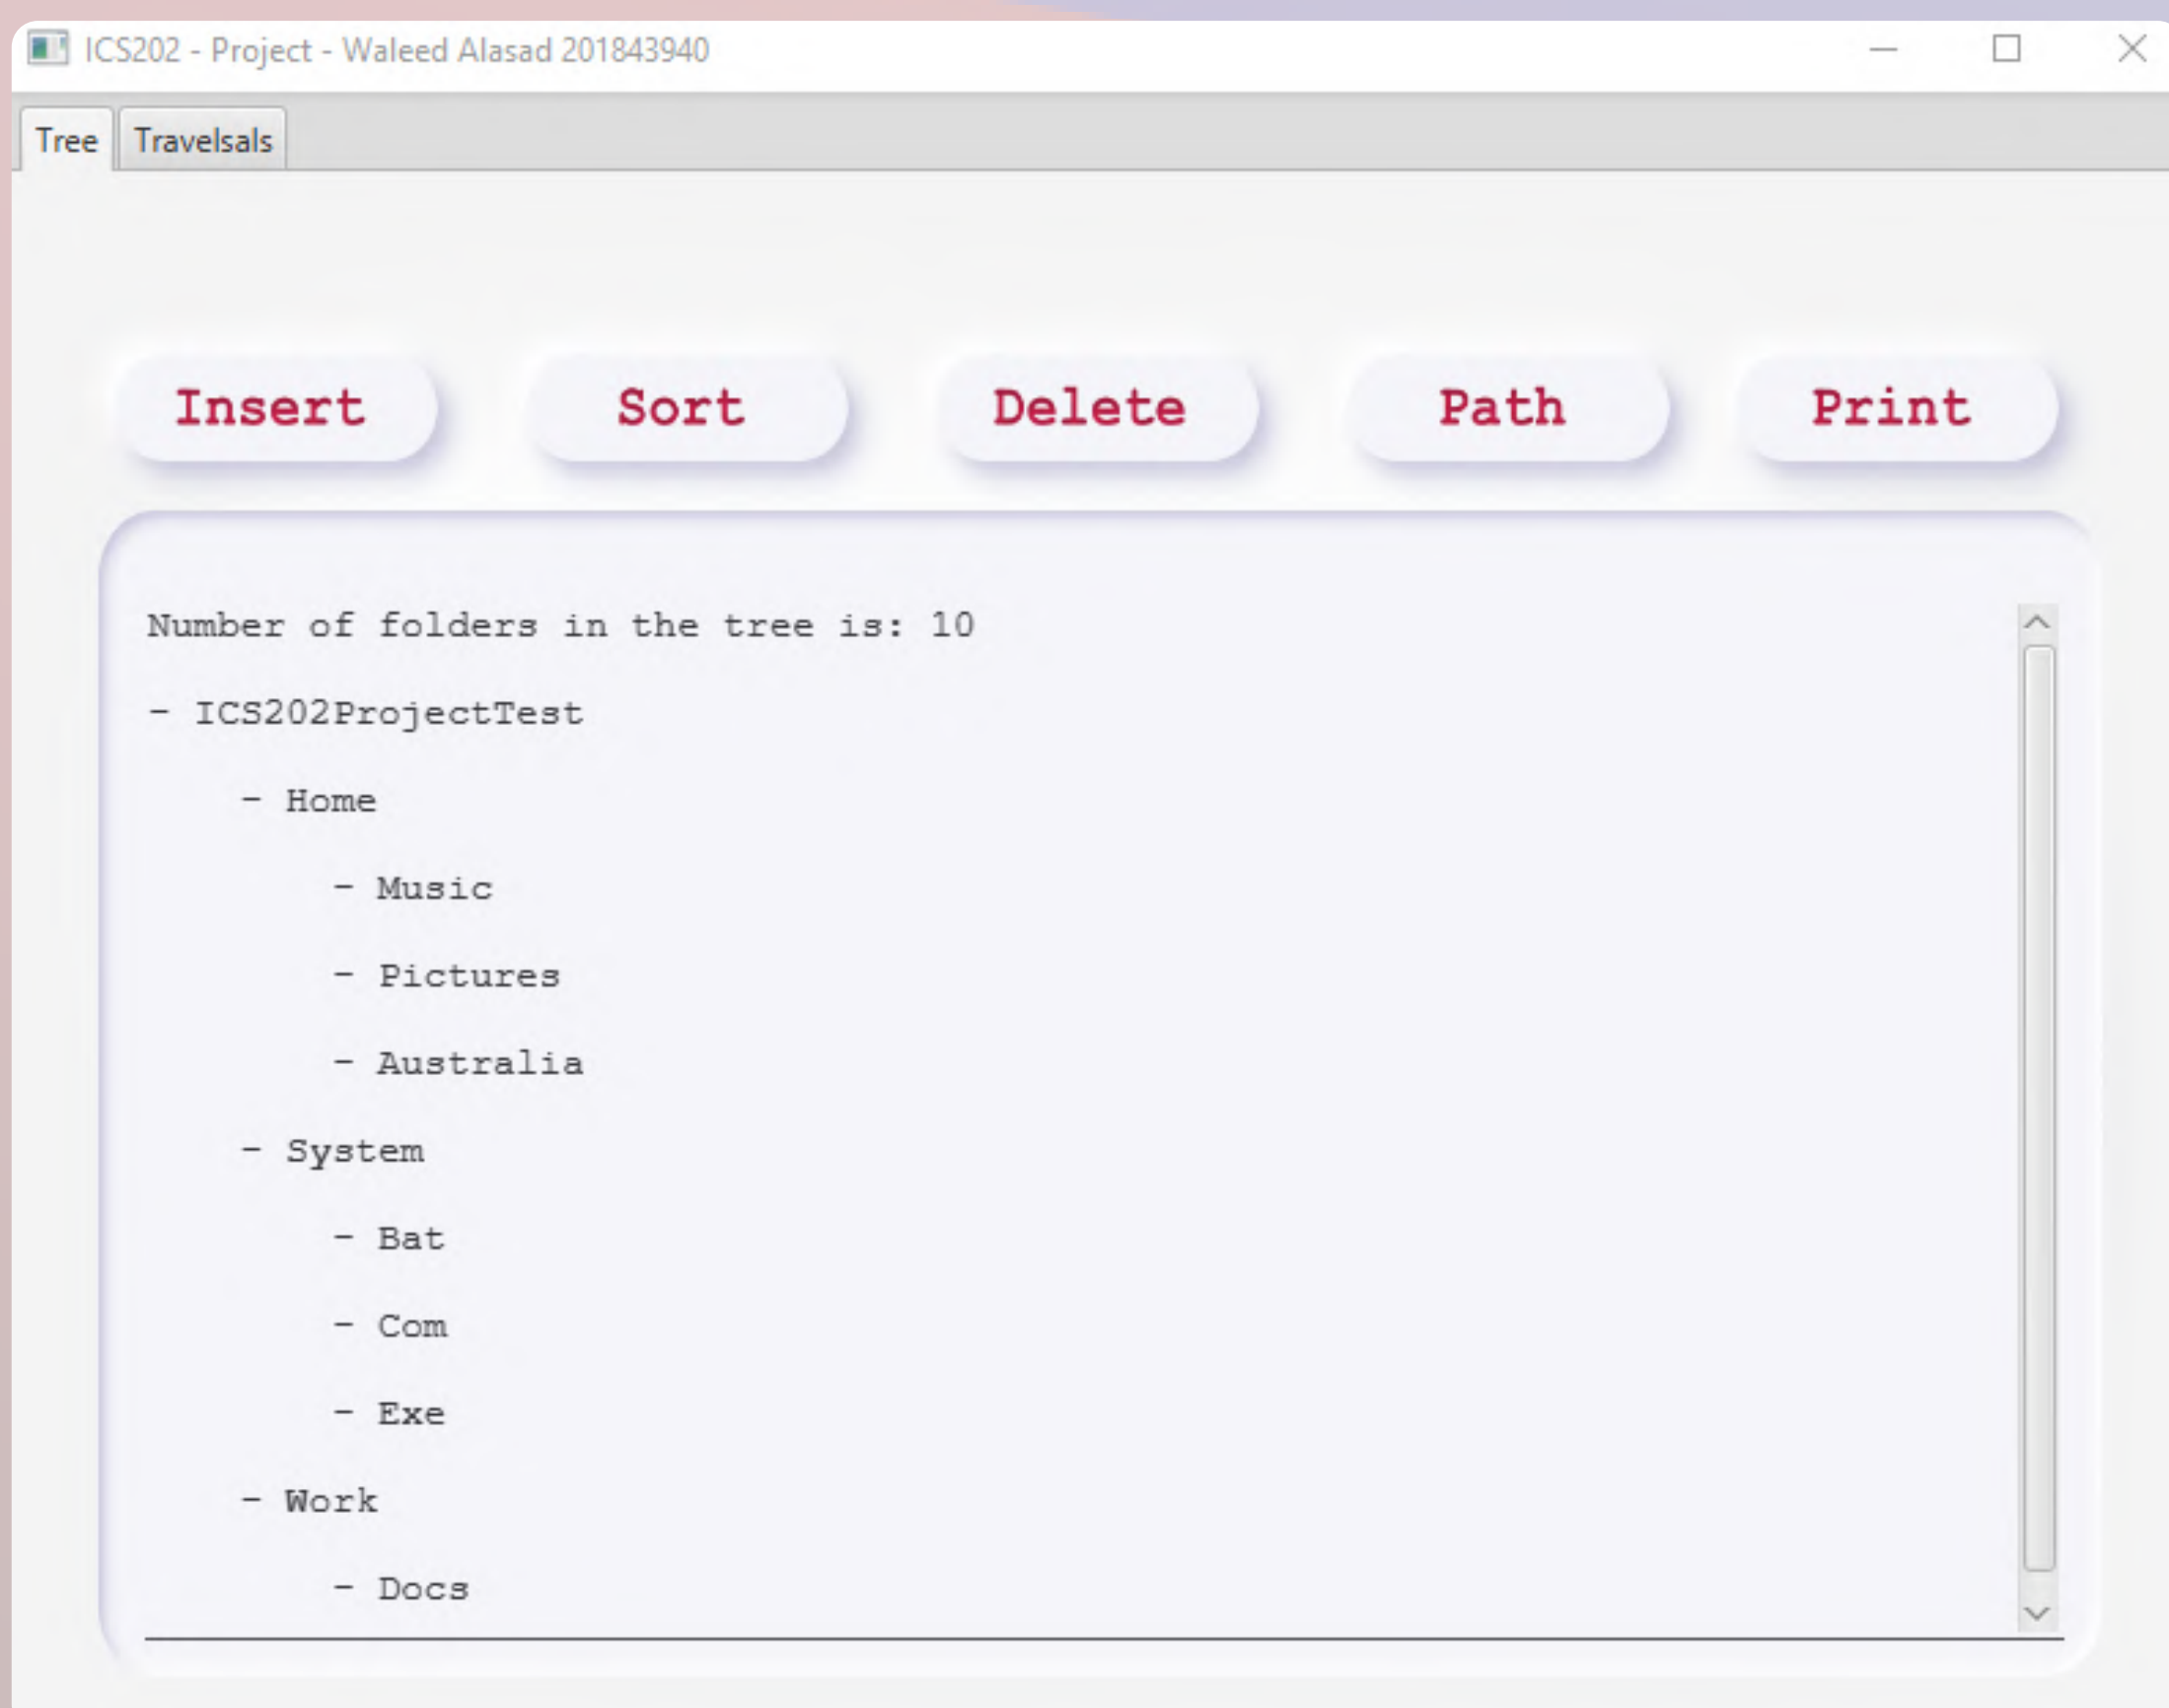 ICS202 - Project - Waleed Alasad 201843940
Tree Travelsals
Insert Sort Delete Path Print
Number of folders in the tree is: 10
- ICS202ProjectTest
- Home
- Music
- Pictures
- Australia
- System
- Bat
- Com
- Exe
- Work
- Docs